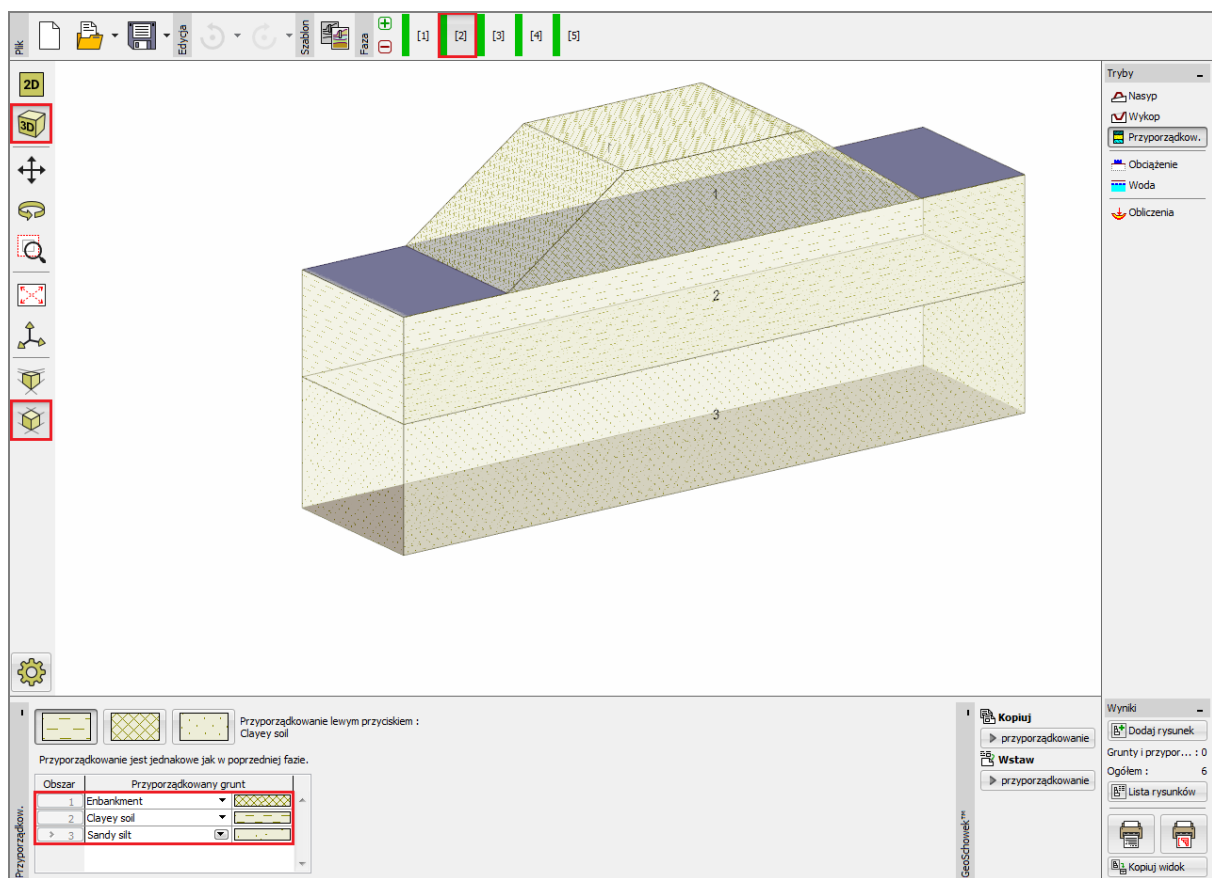 Plik
Edycja
Szablon
Faza
[1] [2] [3] [4] [5]
2D
3D
1
2
3
Tryby
Nasyp
Wykop
Przyporządkow.
Obciążenie
Woda
Obliczenia
Przyporządkow.
Przyporządkowanie lewym przyciskiem :
Clayey soil
Przyporządkowanie jest jednakowe jak w poprzedniej fazie.
Obszar Przyporządkowany grunt
1 Enbankment
2 Clayey soil
> 3 Sandy silt
GeoSchowek™
Kopiuj
przyporządkowanie
Wstaw
przyporządkowanie
Wyniki
Dodaj rysunek
Grunty i przypor... : 0
Ogółem : 6
Lista rysunków
Kopiuj widok